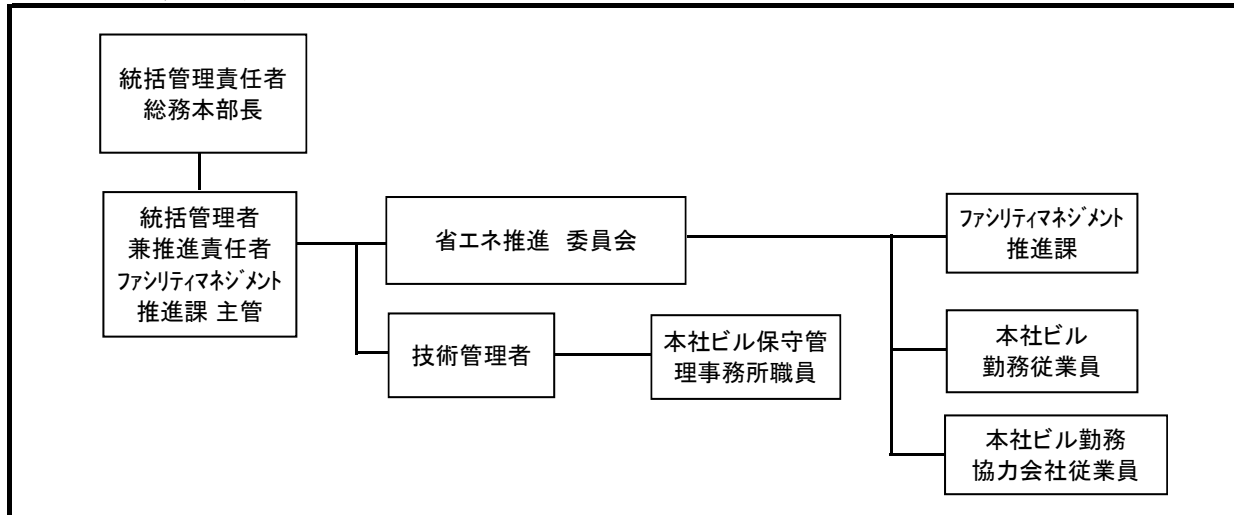 統括管理責任者
総務本部長
統括管理者
兼推進責任者
ファシリティマネジメント
推進課 主管
省エネ推進 委員会
技術管理者
本社ビル保守管
理事務所職員
ファシリティマネジメント
推進課
本社ビル
勤務従業員
本社ビル勤務
協力会社従業員